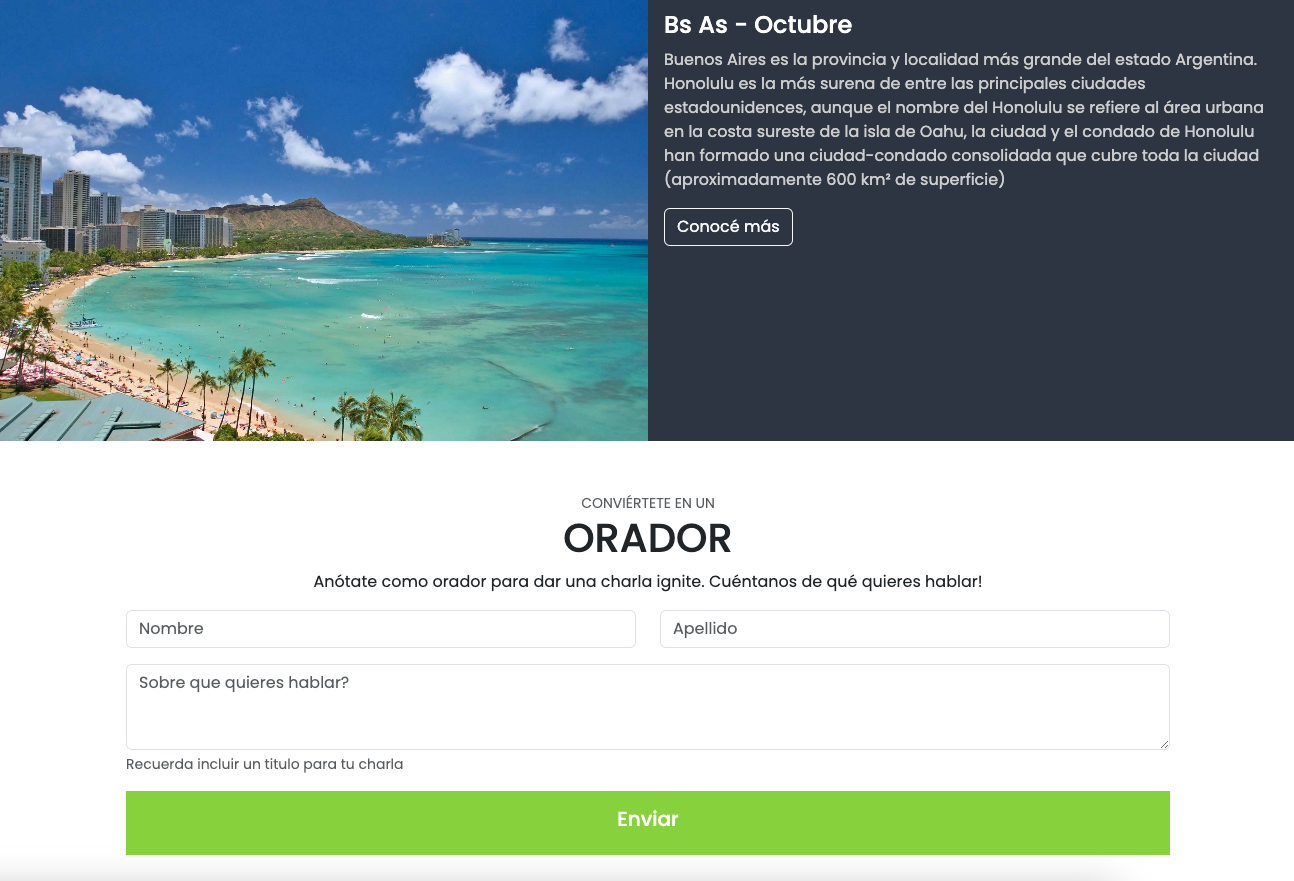 Bs As - Octubre
Buenos Aires es la provincia y localidad más grande del estado Argentina.
Honolulu es la más surena de entre las principales ciudades
estadounidences, aunque el nombre del Honolulu se refiere al área urbana
en la costa sureste de la isla de Oahu, la ciudad y el condado de Honolulu
han formado una ciudad-condado consolidada que cubre toda la ciudad
(aproximadamente 600 km² de superficie)
Conocé más
CONVIÉRTETE EN UN
ORADOR
Anótate como orador para dar una charla ignite. Cuéntanos de qué quieres hablar!
Nombre
Apellido
Sobre que quieres hablar?
Recuerda incluir un titulo para tu charla
Enviar